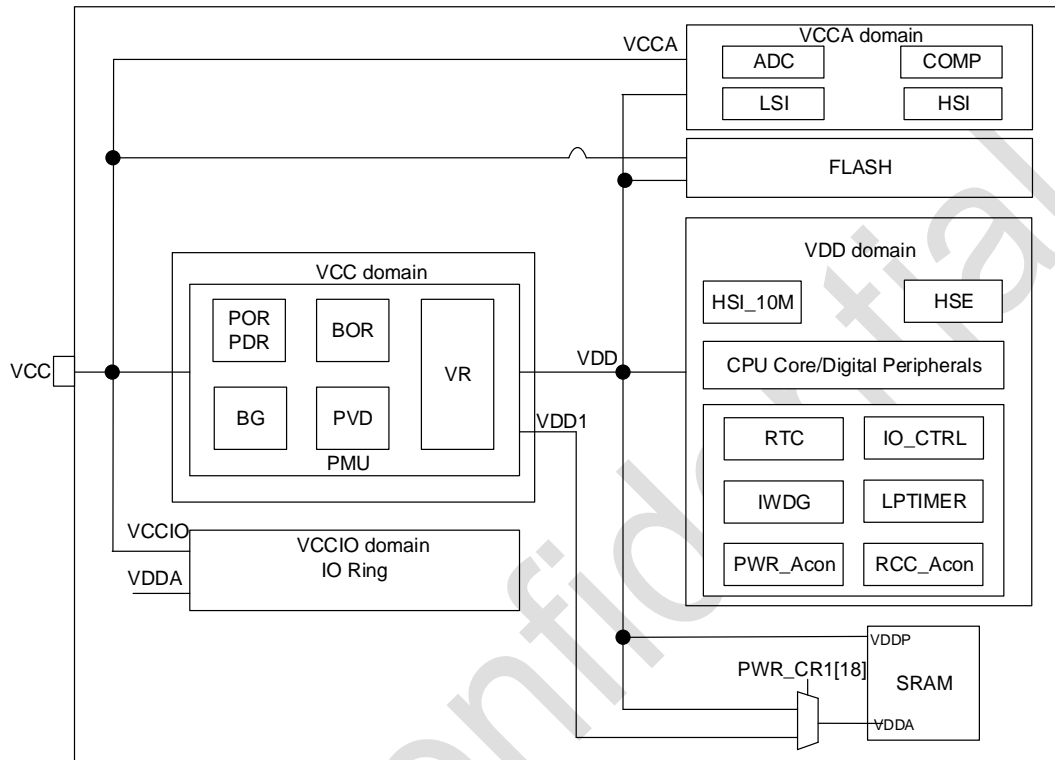 VCCA
VCCA domain
ADC
COMP
LSI
HSI
FLASH
VCC domain
POR
PDR
BOR
VR
BG
PVD
PMU
VCC
VDD
VDD1
VDD domain
HSI_10M
HSE
CPU Core/Digital Peripherals
RTC
IO_CTRL
IWDG
LPTIMER
PWR_Acon
RCC_Acon
VCCIO
VCCIO domain
IO Ring
VDDA
VDDP
PWR_CR1[18]
SRAM
VDDA